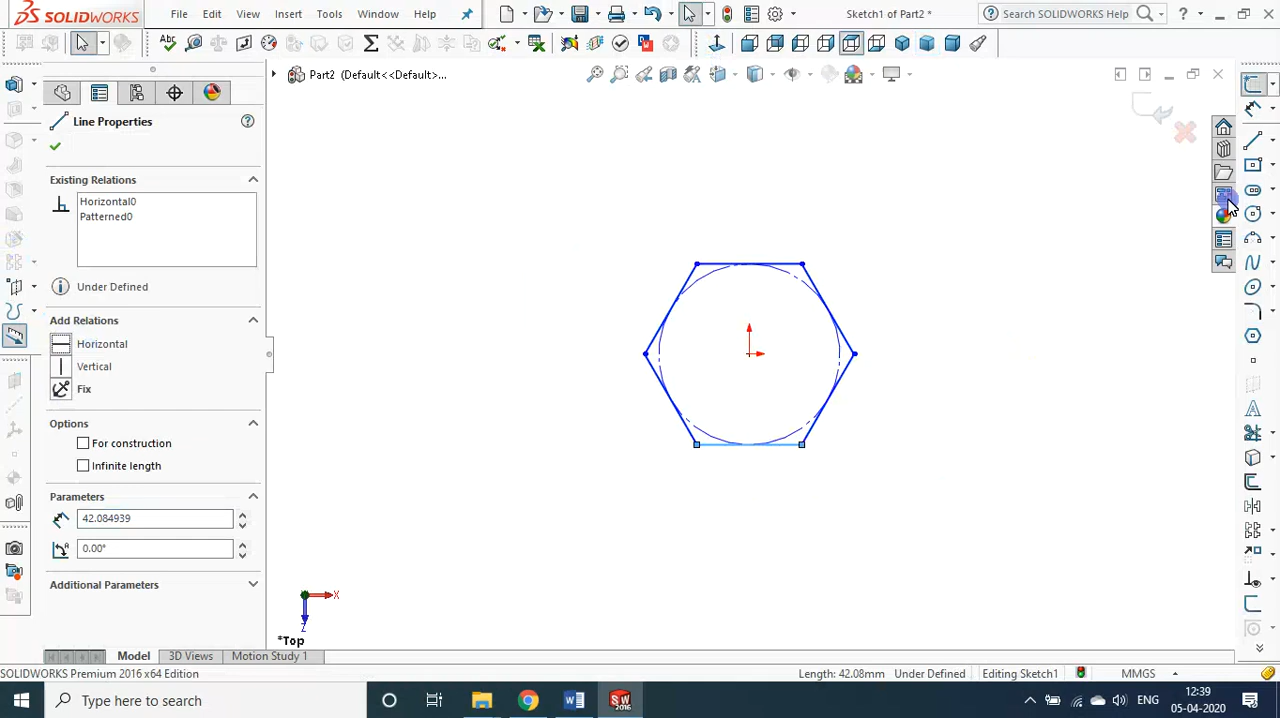 SOLIDWORKS File Edit View Insert Tools Window Help Sketch1 of Part2 * Search SOLIDWORKS Help ?
Part2 (Default<<Default>...
Line Properties
Existing Relations
Horizontal0
Patterned0
Under Defined
Add Relations
Horizontal
Vertical
Fix
Options
For construction
Infinite length
Parameters
42.084939
0.00°
Additional Parameters
X
Z
*Top
Model 3D Views Motion Study 1
SOLIDWORKS Premium 2016 x64 Edition Length: 42.08mm Under Defined Editing Sketch1 MMGS
Type here to search ENG 12:39
05-04-2020